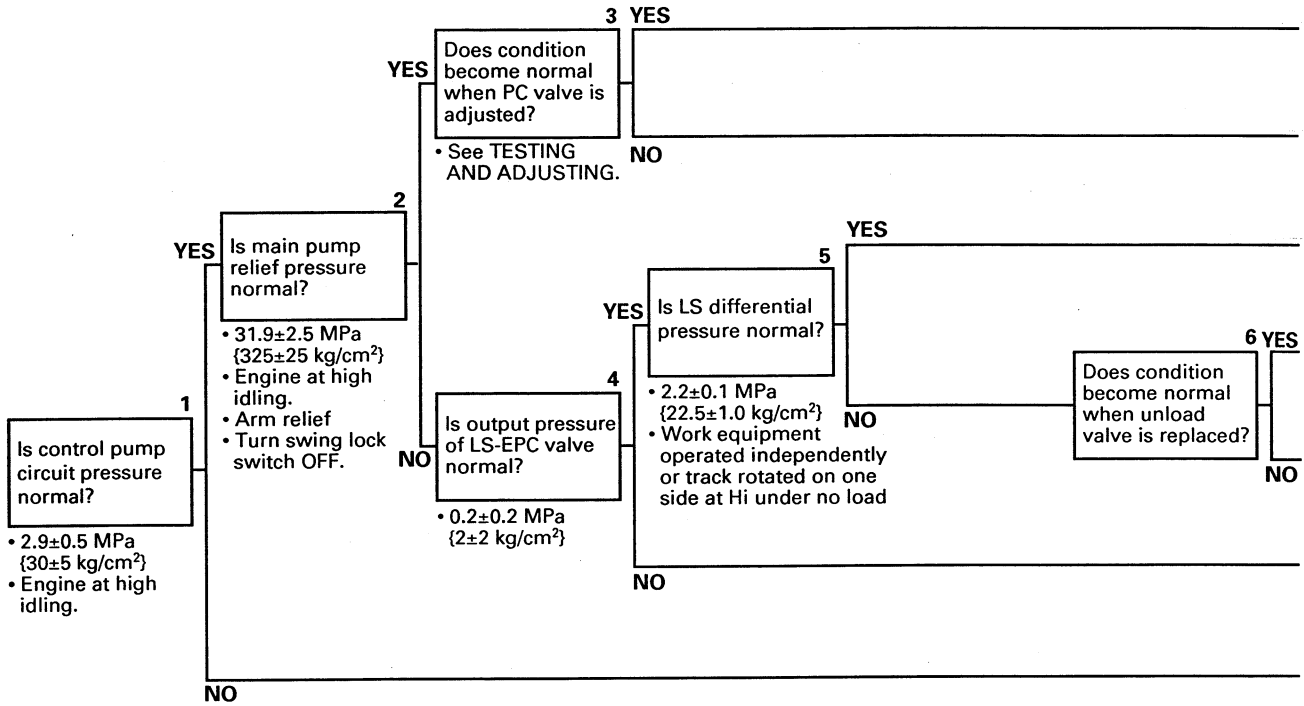 3 YES
Does condition
become normal
when PC valve is
adjusted?
YES
• See TESTING
AND ADJUSTING.
NO
2
YES
Is main pump
relief pressure
normal?
• 31.9±2.5 MPa
{325±25 kg/cm²}
• Engine at high
idling.
• Arm relief
• Turn swing lock
switch OFF.
1
Is control pump
circuit pressure
normal?
• 2.9±0.5 MPa
{30±5 kg/cm²}
• Engine at high
idling.
NO
4
NO
Is output pressure
of LS-EPC valve
normal?
• 0.2±0.2 MPa
{2±2 kg/cm²}
5
YES
YES
Is LS differential
pressure normal?
• 2.2±0.1 MPa
{22.5±1.0 kg/cm²}
• Work equipment
operated independently
or track rotated on one
side at Hi under no load
NO
NO
6 YES
Does condition
become normal
when unload
valve is replaced?
NO